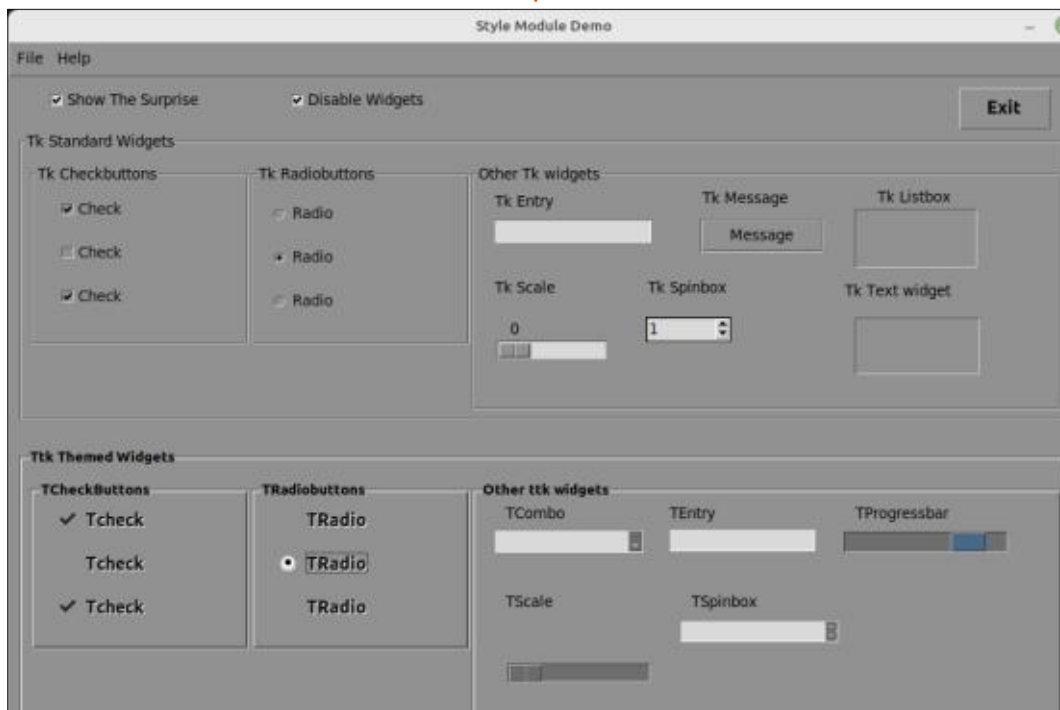 Style Module Demo
File Help
Show The Surprise
Disable Widgets
Exit
Tk Standard Widgets
Tk Checkbuttons
Check
Check
Check
Tk Radiobuttons
Radio
Radio
Radio
Other Tk widgets
Tk Entry
Tk Message
Message
Tk Listbox
Tk Scale
0
Tk Spinbox
1
Tk Text widget
Ttk Themed Widgets
TCheckButtons
Tcheck
Tcheck
Tcheck
TRadiobuttons
TRadio
TRadio
TRadio
Other ttk widgets
TCombo
TEntry
TProgressbar
TScale
TSpinbox